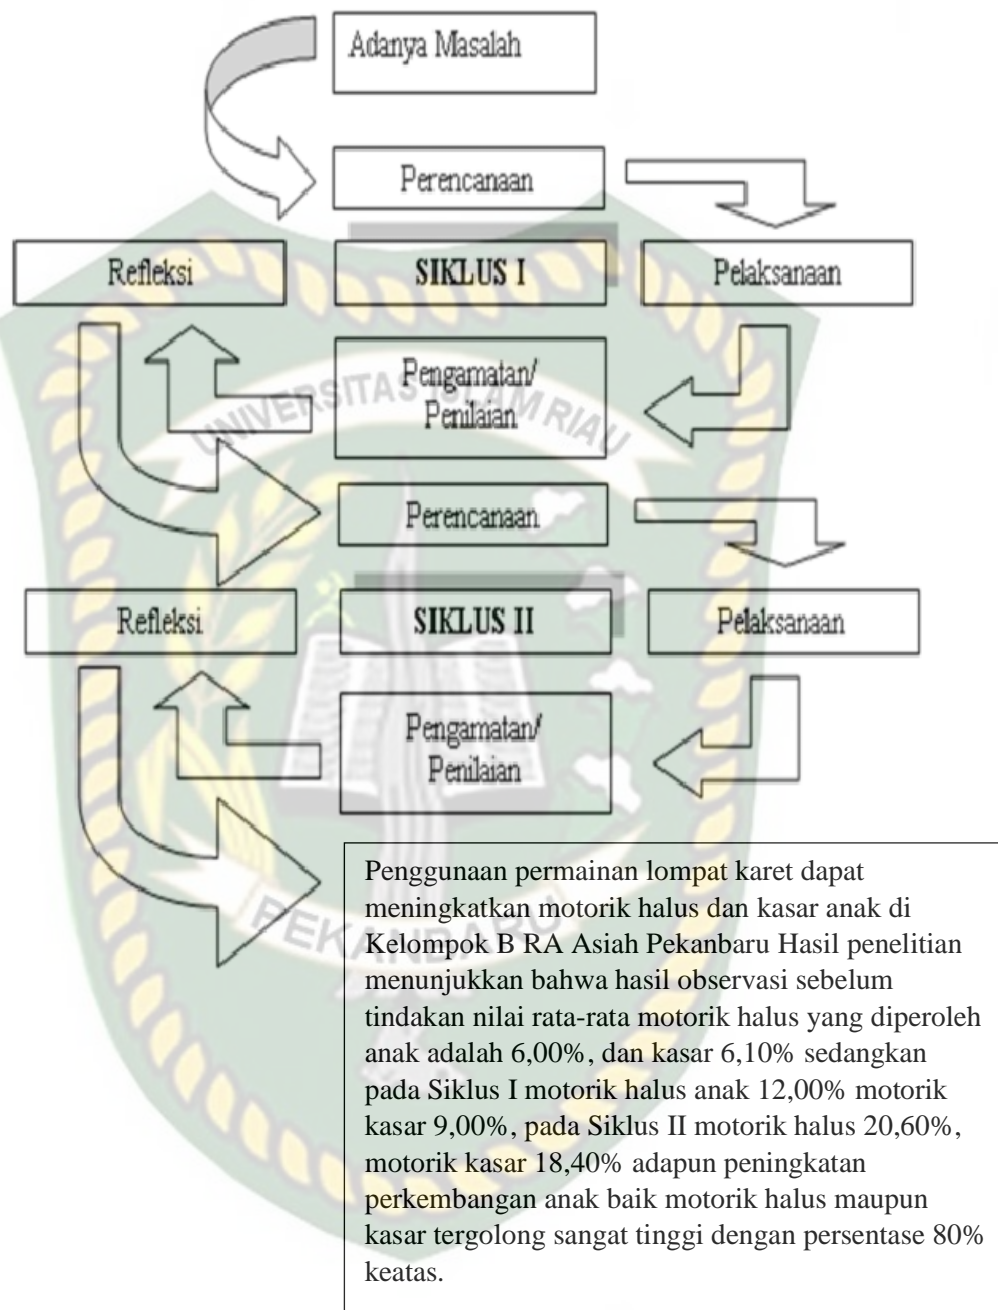 Adanya Masalah
Perencanaan
Refleksi
SIKLUS I
Pelaksanaan
Pengamatan/
Penilaian
UNIVERSITAS ISLAM RIAU
Perencanaan
Refleksi
SIKLUS II
Pelaksanaan
Pengamatan/
Penilaian
PEKANBARU
Penggunaan permainan lompat karet dapat
meningkatkan motorik halus dan kasar anak di
Kelompok B RA Asiah Pekanbaru Hasil penelitian
menunjukkan bahwa hasil observasi sebelum
tindakan nilai rata-rata motorik halus yang diperoleh
anak adalah 6,00%, dan kasar 6,10% sedangkan
pada Siklus I motorik halus anak 12,00% motorik
kasar 9,00%, pada Siklus II motorik halus 20,60%,
motorik kasar 18,40% adapun peningkatan
perkembangan anak baik motorik halus maupun
kasar tergolong sangat tinggi dengan persentase 80%
keatas.